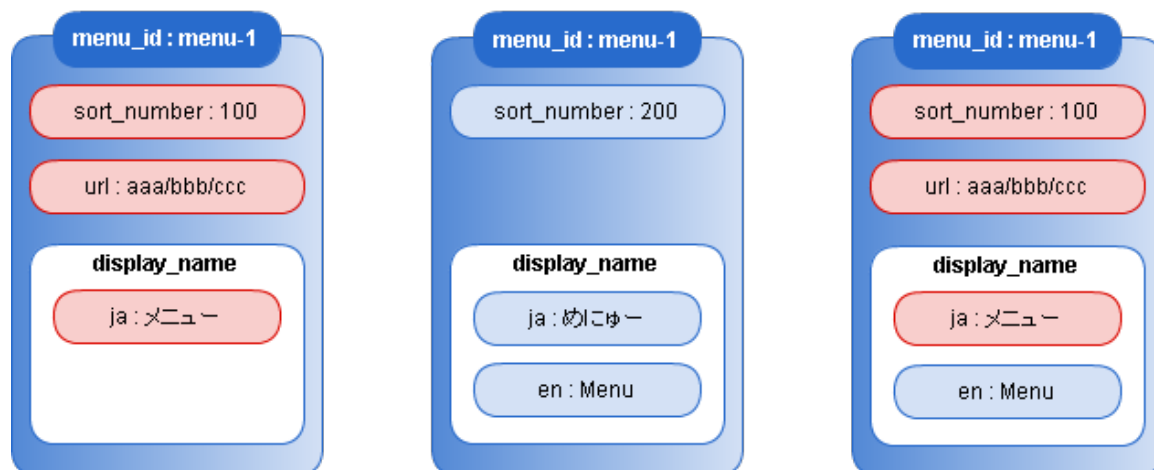 menu_id : menu-1
sort_number : 100
url : aaa/bbb/ccc
display_name
ja : メニュー
menu_id : menu-1
sort_number : 200
display_name
ja : めにゅー
en : Menu
menu_id : menu-1
sort_number : 100
url : aaa/bbb/ccc
display_name
ja : メニュー
en : Menu